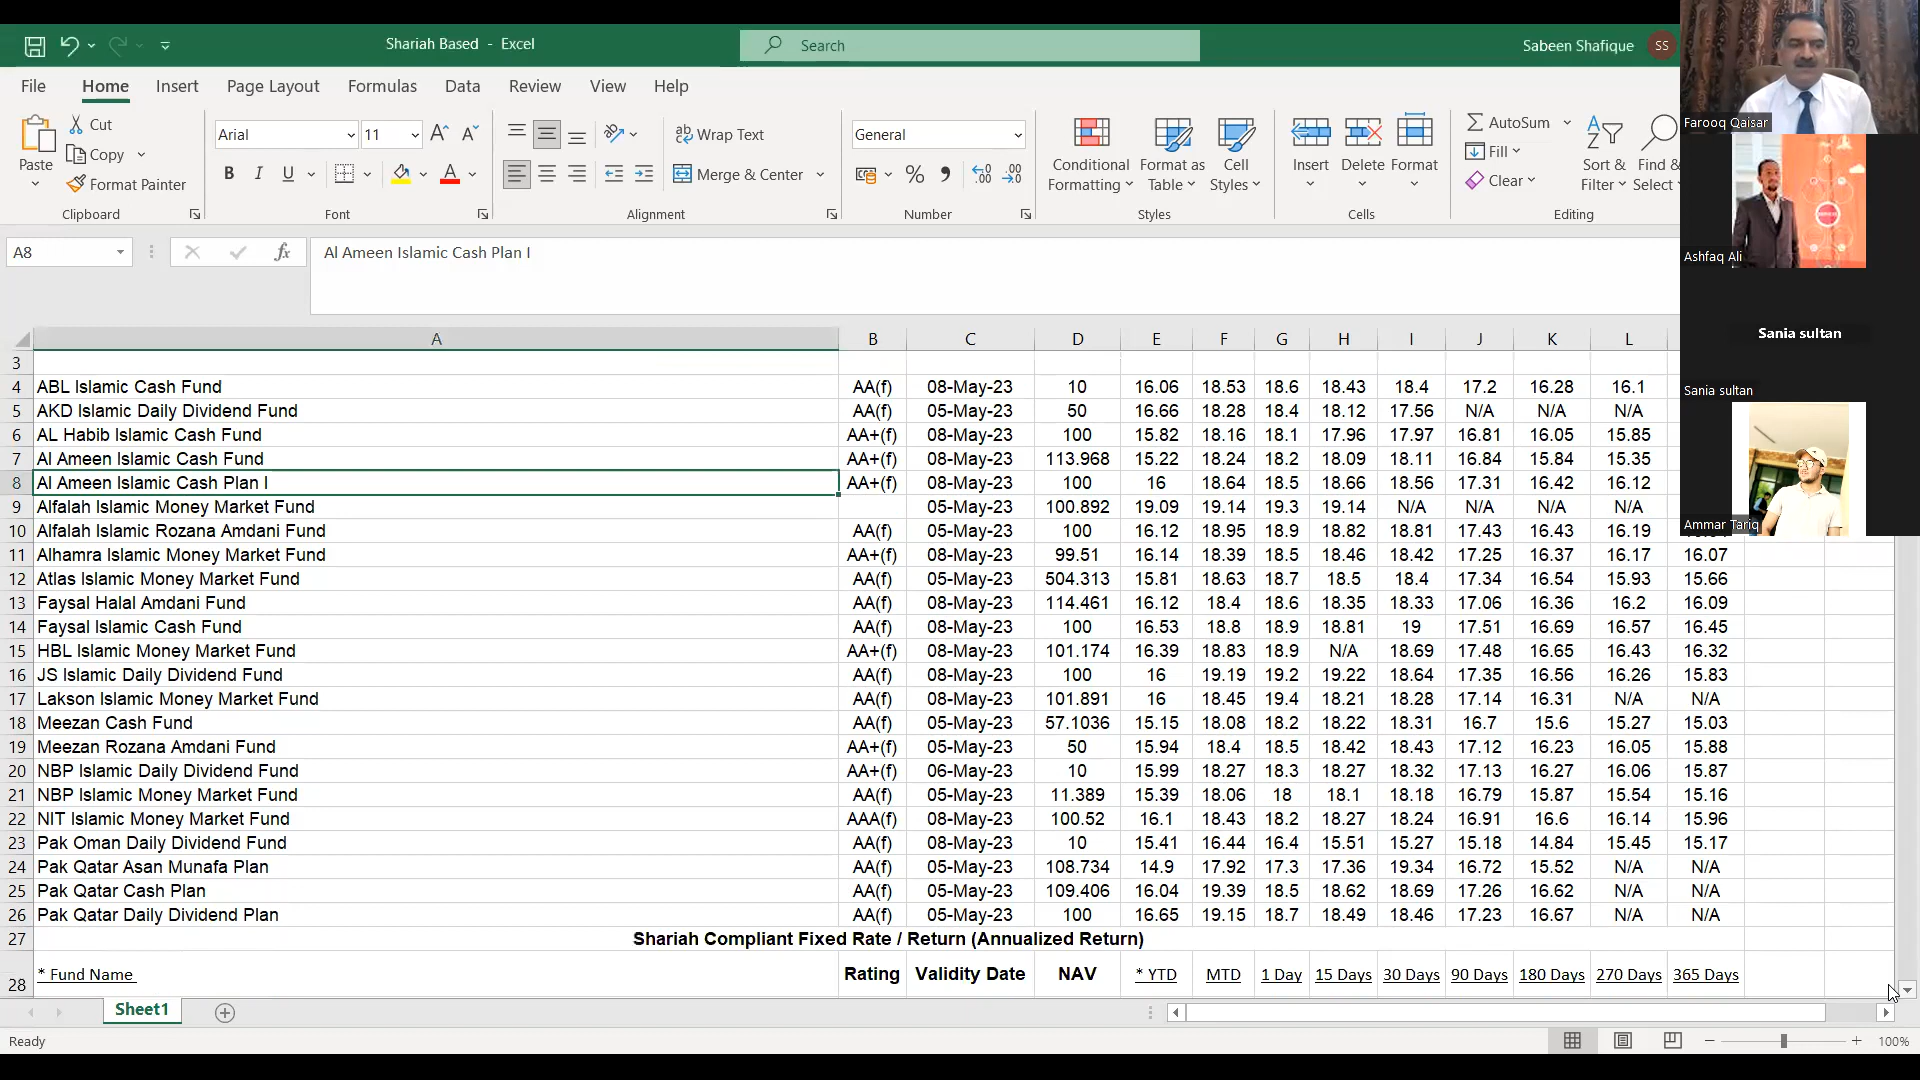 Shariah Based - Excel
Search
Sabeen Shafique SS
File Home Insert Page Layout Formulas Data Review View Help
Paste
Cut
Copy
Format Painter
Clipboard
Arial 11
B I U
Font
Wrap Text
Merge & Center
Alignment
General
Number
Conditional Formatting
Format as Table
Cell Styles
Styles
Insert Delete Format
Cells
AutoSum
Fill
Clear
Sort & Filter
Find & Select
Editing
Farooq Qaisar
Ashfaq Ali
Sania sultan
Sania sultan
Ammar Tariq
A8 fx Al Ameen Islamic Cash Plan I
A B C D E F G H I J K L
3
4 ABL Islamic Cash Fund AA(f) 08-May-23 10 16.06 18.53 18.6 18.43 18.4 17.2 16.28 16.1
5 AKD Islamic Daily Dividend Fund AA(f) 05-May-23 50 16.66 18.28 18.4 18.12 17.56 N/A N/A N/A
6 AL Habib Islamic Cash Fund AA+(f) 08-May-23 100 15.82 18.16 18.1 17.96 17.97 16.81 16.05 15.85
7 Al Ameen Islamic Cash Fund AA+(f) 08-May-23 113.968 15.22 18.24 18.2 18.09 18.11 16.84 15.84 15.35
8 Al Ameen Islamic Cash Plan I AA+(f) 08-May-23 100 16 18.64 18.5 18.66 18.56 17.31 16.42 16.12
9 Alfalah Islamic Money Market Fund 05-May-23 100.892 19.09 19.14 19.3 19.14 N/A N/A N/A N/A
10 Alfalah Islamic Rozana Amdani Fund AA(f) 05-May-23 100 16.12 18.95 18.9 18.82 18.81 17.43 16.43 16.19
11 Alhamra Islamic Money Market Fund AA+(f) 08-May-23 99.51 16.14 18.39 18.5 18.46 18.42 17.25 16.37 16.17 16.07
12 Atlas Islamic Money Market Fund AA(f) 05-May-23 504.313 15.81 18.63 18.7 18.5 18.4 17.34 16.54 15.93 15.66
13 Faysal Halal Amdani Fund AA(f) 08-May-23 114.461 16.12 18.4 18.6 18.35 18.33 17.06 16.36 16.2 16.09
14 Faysal Islamic Cash Fund AA(f) 08-May-23 100 16.53 18.8 18.9 18.81 19 17.51 16.69 16.57 16.45
15 HBL Islamic Money Market Fund AA+(f) 08-May-23 101.174 16.39 18.83 18.9 N/A 18.69 17.48 16.65 16.43 16.32
16 JS Islamic Daily Dividend Fund AA(f) 08-May-23 100 16 19.19 19.2 19.22 18.64 17.35 16.56 16.26 15.83
17 Lakson Islamic Money Market Fund AA(f) 08-May-23 101.891 16 18.45 19.4 18.21 18.28 17.14 16.31 N/A N/A
18 Meezan Cash Fund AA(f) 05-May-23 57.1036 15.15 18.08 18.2 18.22 18.31 16.7 15.6 15.27 15.03
19 Meezan Rozana Amdani Fund AA+(f) 05-May-23 50 15.94 18.4 18.5 18.42 18.43 17.12 16.23 16.05 15.88
20 NBP Islamic Daily Dividend Fund AA+(f) 06-May-23 10 15.99 18.27 18.3 18.27 18.32 17.13 16.27 16.06 15.87
21 NBP Islamic Money Market Fund AA(f) 05-May-23 11.389 15.39 18.06 18 18.1 18.18 16.79 15.87 15.54 15.16
22 NIT Islamic Money Market Fund AAA(f) 08-May-23 100.52 16.1 18.43 18.2 18.27 18.24 16.91 16.6 16.14 15.96
23 Pak Oman Daily Dividend Fund AA(f) 08-May-23 10 15.41 16.44 16.4 15.51 15.27 15.18 14.84 15.45 15.17
24 Pak Qatar Asan Munafa Plan AA(f) 05-May-23 108.734 14.9 17.92 17.3 17.36 19.34 16.72 15.52 N/A N/A
25 Pak Qatar Cash Plan AA(f) 05-May-23 109.406 16.04 19.39 18.5 18.62 18.69 17.26 16.62 N/A N/A
26 Pak Qatar Daily Dividend Plan AA(f) 05-May-23 100 16.65 19.15 18.7 18.49 18.46 17.23 16.67 N/A N/A
27 Shariah Compliant Fixed Rate / Return (Annualized Return)
28 * Fund Name Rating Validity Date NAV * YTD MTD 1 Day 15 Days 30 Days 90 Days 180 Days 270 Days 365 Days
Sheet1
Ready 100%